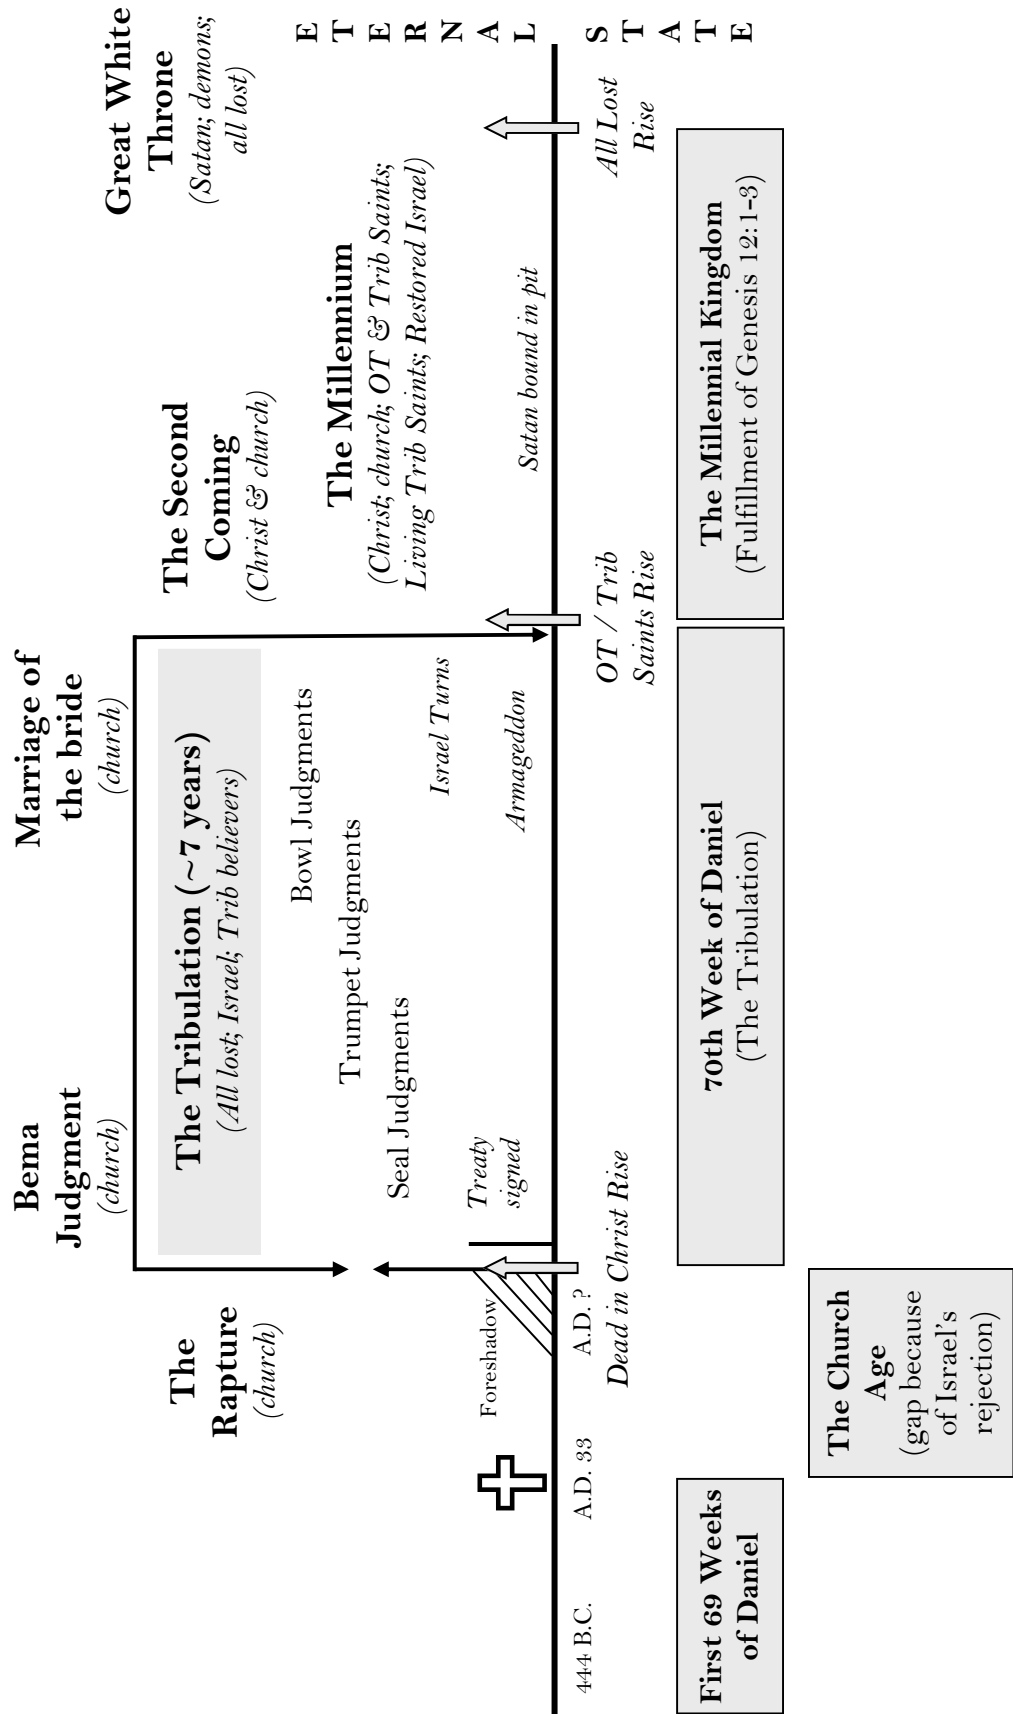 Bema
Judgment
(church)
Marriage of
the bride
(church)
The
Rapture
(church)
The Tribulation (~7 years)
(All lost; Israel; Trib believers)
The Second
Coming
(Christ & church)
Great White
Throne
(Satan; demons;
all lost)
Bowl Judgments
Trumpet Judgments
Seal Judgments
The Millennium
(Christ; church; OT & Trib Saints;
Living Trib Saints; Restored Israel)
Foreshadow
Treaty
signed
Israel Turns
Armageddon
Satan bound in pit
ETERNAL
STATE
444 B.C.
A.D. 33
A.D. ?
Dead in Christ Rise
OT / Trib
Saints Rise
All Lost
Rise
First 69 Weeks
of Daniel
70th Week of Daniel
(The Tribulation)
The Millennial Kingdom
(Fulfillment of Genesis 12:1-3)
The Church
Age
(gap because
of Israel's
rejection)